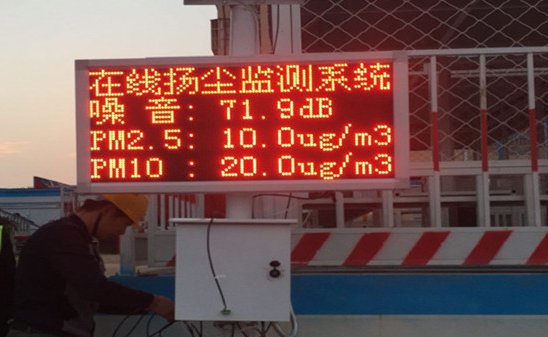 在线扬尘监测系统
噪 音: 71.9dB
PM2.5: 10.0ug/m3
PM10 : 20.0ug/m3